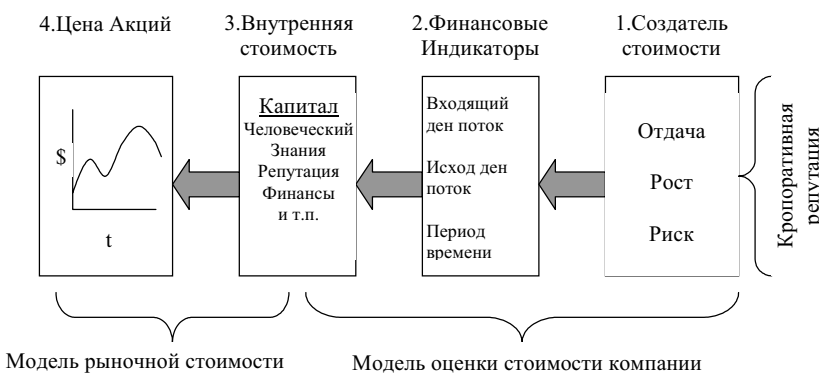 4.Цена Акций
3.Внутренняя
стоимость
2.Финансовые
Индикаторы
1.Создатель
стоимости
$
t
Капитал
Человеческий
Знания
Репутация
Финансы
и т.п.
Входящий
ден поток
Исход ден
поток
Период
времени
Отдача
Рост
Риск
Кропоративная
репутация
Модель рыночной стоимости
Модель оценки стоимости компании